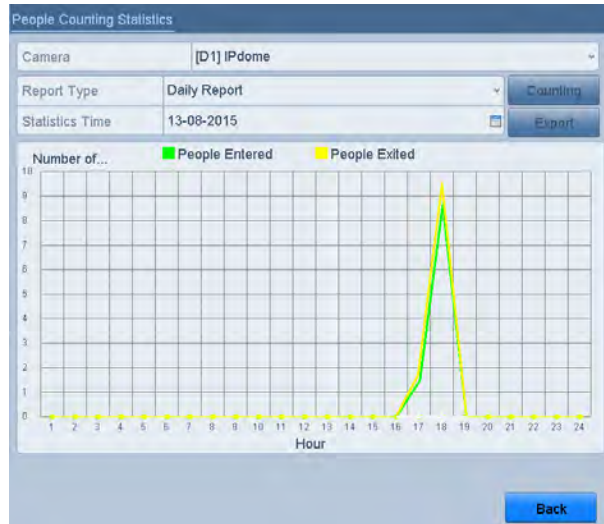 People Counting Statistics
Camera [D1] IPdome
Report Type Daily Report Counting
Statistics Time 13-08-2015 Export
Number of... People Entered People Exited
10
9
8
7
6
5
4
3
2
1
0
1 2 3 4 5 6 7 8 9 10 11 12 13 14 15 16 17 18 19 20 21 22 23 24
Hour
Back